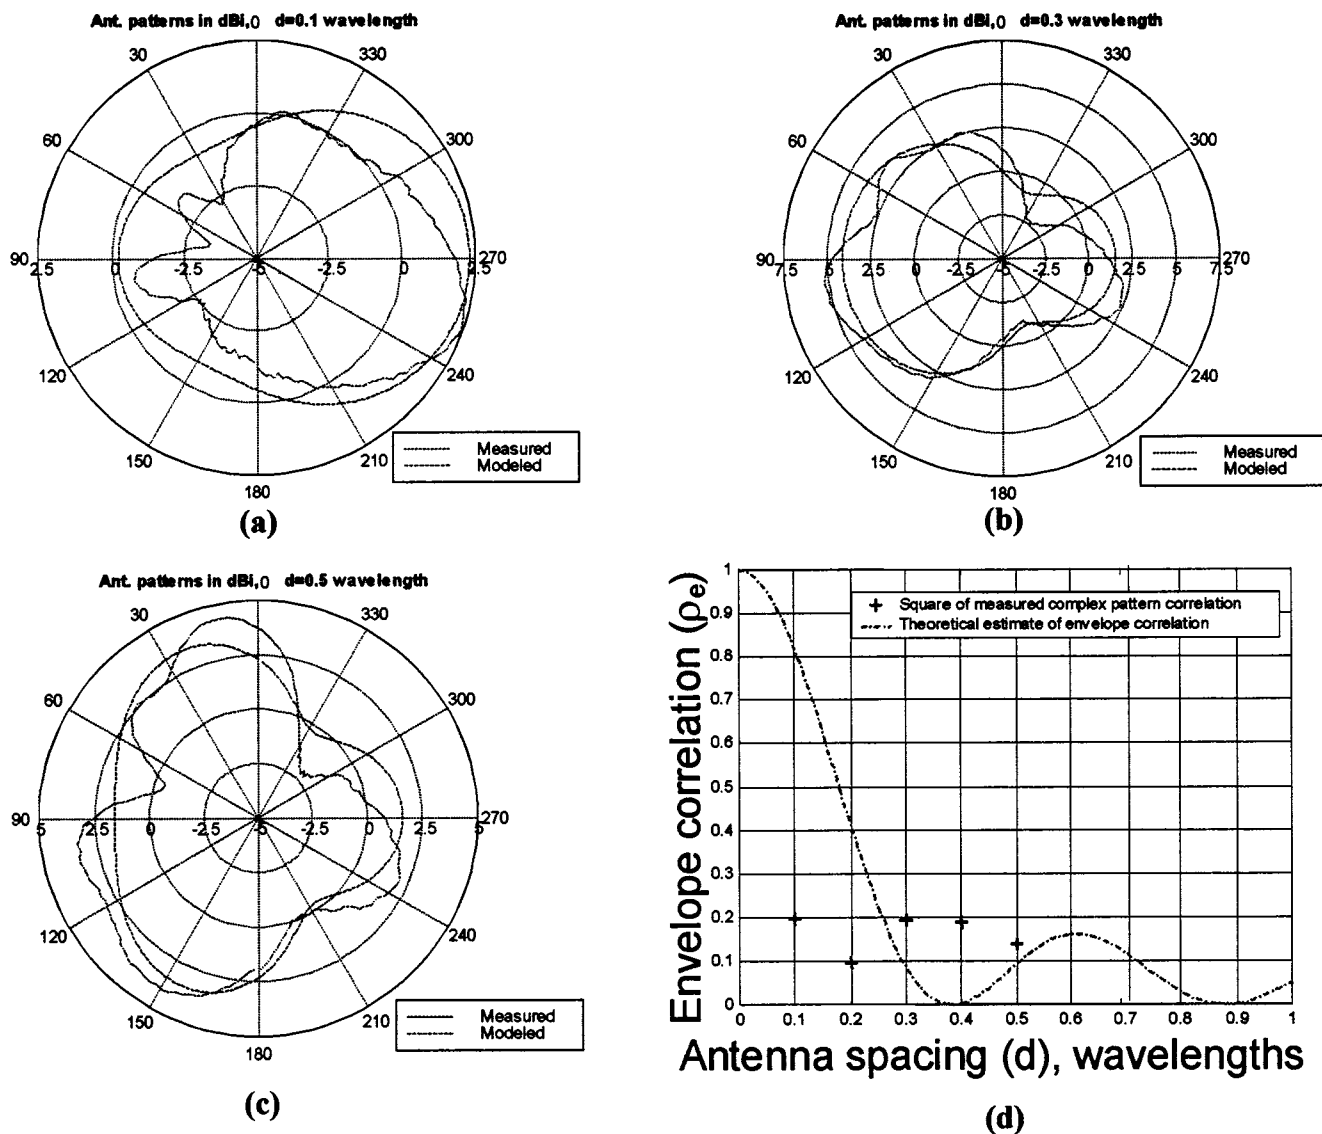 Ant. patterns in dBi,0 d=0.1 wavelength
30
330
60
300
90
270
2.5 0 -2.5 -5 -2.5 0 2.5
120
240
150
210
180
Measured
Modeled
(a)
Ant. patterns in dBi,0 d=0.3 wavelength
30
330
60
300
90
270
7.5 5 2.5 0 -2.5 -5 -2.5 0 2.5 5 7.5
120
240
150
210
180
Measured
Modeled
(b)
Ant. patterns in dBi,0 d=0.5 wavelength
30
330
60
300
90
270
5 2.5 0 -2.5 -5 -2.5 0 2.5 5
120
240
150
210
180
Measured
Modeled
(c)
Envelope correlation (ρe)
1
0.9
0.8
0.7
0.6
0.5
0.4
0.3
0.2
0.1
0
Square of measured complex pattern correlation
Theoretical estimate of envelope correlation
0 0.1 0.2 0.3 0.4 0.5 0.6 0.7 0.8 0.9 1
Antenna spacing (d), wavelengths
(d)